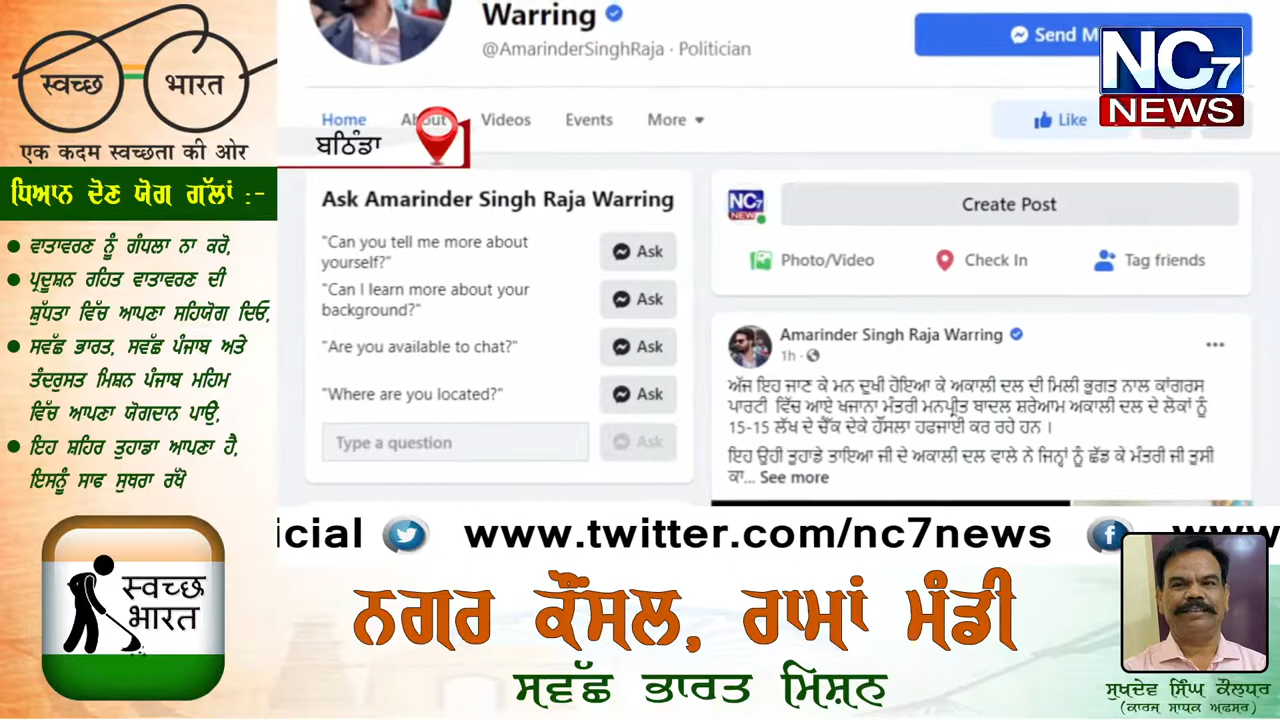 स्वच्छ भारत
एक कदम स्वच्छता की ओर
ਧਿਆਨ ਦੇਣ ਯੋਗ ਗੱਲਾਂ :-
ਵਾਤਾਵਰਣ ਨੂੰ ਗੰਧਲਾ ਨਾ ਕਰੋ,
ਪ੍ਰਦੂਸ਼ਨ ਰਹਿਤ ਵਾਤਾਵਰਣ ਦੀ
ਸ਼ੁੱਧਤਾ ਵਿੱਚ ਆਪਣਾ ਸਹਿਯੋਗ ਦਿਓ,
ਸਵੱਛ ਭਾਰਤ, ਸਵੱਛ ਪੰਜਾਬ ਅਤੇ
ਤੰਦਰੁਸਤ ਮਿਸ਼ਨ ਪੰਜਾਬ ਮਹਿਮ
ਵਿੱਚ ਆਪਣਾ ਯੋਗਦਾਨ ਪਾਉ,
ਇਹ ਸ਼ਹਿਰ ਤੁਹਾਡਾ ਆਪਣਾ ਹੈ,
ਇਸਨੂੰ ਸਾਫ ਸੁਥਰਾ ਰੱਖੋ
स्वच्छ
भारत
Warring
@AmarinderSinghRaja · Politician
Send M
NC7
NEWS
Home About Videos Events More
Like
ਬਠਿੰਡਾ
Ask Amarinder Singh Raja Warring
"Can you tell me more about
yourself?"
Ask
"Can I learn more about your
background?"
Ask
"Are you available to chat?"
Ask
"Where are you located?"
Ask
Type a question
Ask
NC7
NEWS
Create Post
Photo/Video Check In Tag friends
Amarinder Singh Raja Warring
1h ·
ਅੱਜ ਇਹ ਜਾਣ ਕੇ ਮਨ ਦੁਖੀ ਹੋਇਆ ਕੇ ਅਕਾਲੀ ਦਲ ਦੀ ਮਿਲੀ ਭੁਗਤ ਨਾਲ ਕਾਂਗਰਸ
ਪਾਰਟੀ ਵਿੱਚ ਆਏ ਖਜਾਨਾ ਮੰਤਰੀ ਮਨਪ੍ਰੀਤ ਬਾਦਲ ਸ਼ਰੇਆਮ ਅਕਾਲੀ ਦਲ ਦੇ ਲੋਕਾਂ ਨੂੰ
15-15 ਲੱਖ ਦੇ ਚੈੱਕ ਦੇਕੇ ਹੌਸਲਾ ਹਫਜਾਈ ਕਰ ਰਹੇ ਹਨ ।
ਇਹ ਉਹੀ ਤੁਹਾਡੇ ਤਾਇਆ ਜੀ ਦੇ ਅਕਾਲੀ ਦਲ ਵਾਲੇ ਨੇ ਜਿਨ੍ਹਾਂ ਨੂੰ ਛੱਡ ਕੇ ਮੰਤਰੀ ਜੀ ਤੁਸੀ
ਕਾ... See more
icial www.twitter.com/nc7news www
ਨਗਰ ਕੌਂਸਲ, ਰਾਮਾਂ ਮੰਡੀ
ਸਵੱਛ ਭਾਰਤ ਮਿਸ਼ਨ
ਸੁਖਦੇਵ ਸਿੰਘ ਕੌਲਧਰ
(ਕਾਰਜ ਸਾਧਕ ਅਫਸਰ)